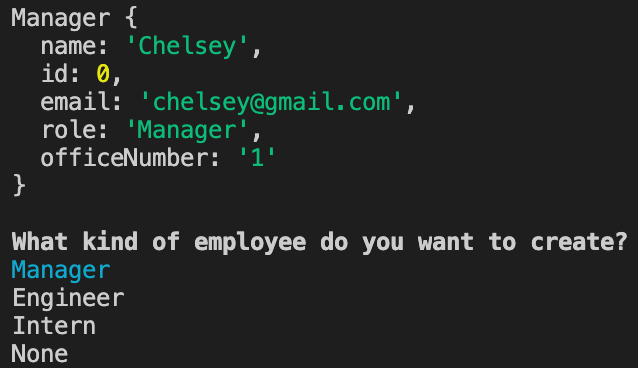 Manager {
  name: 'Chelsey',
  id: 0,
  email: 'chelsey@gmail.com',
  role: 'Manager',
  officeNumber: '1'
}
What kind of employee do you want to create?
Manager
Engineer
Intern
None